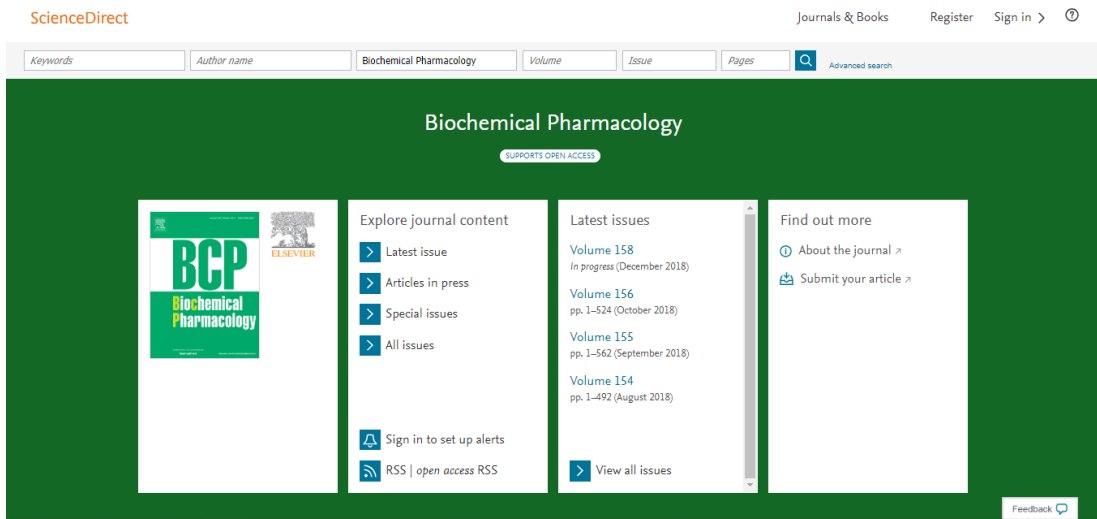 ScienceDirect
Journals & Books Register Sign in
Keywords Author name Biochemical Pharmacology Volume Issue Pages Advanced search
Biochemical Pharmacology
SUPPORTS OPEN ACCESS
BCP
Biochemical
Pharmacology
ELSEVIER
Explore journal content
Latest issue
Articles in press
Special issues
All issues
Sign in to set up alerts
RSS | open access RSS
Latest issues
Volume 158
In progress (December 2018)
Volume 156
pp. 1–524 (October 2018)
Volume 155
pp. 1–562 (September 2018)
Volume 154
pp. 1–492 (August 2018)
View all issues
Find out more
About the journal
Submit your article
Feedback